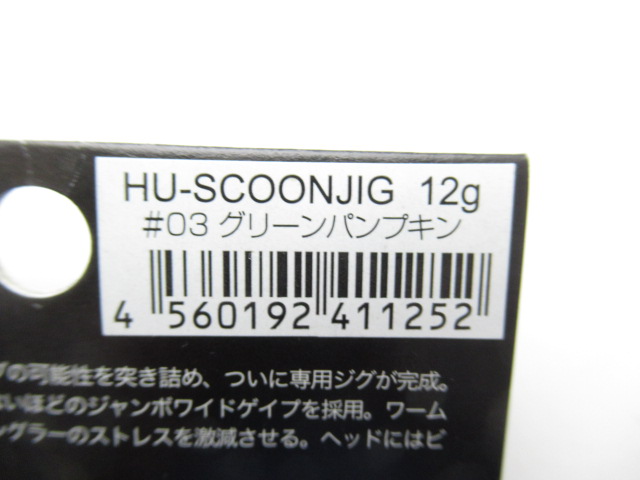 HU-SCOONJIG 12g
#03 グリーンパンプキン
4 560192 411252
の可能性を突き詰め、ついに専用ジグが完成。
いほどのジャンボワイドゲイプを採用。ワーム
ングラーのストレスを激減させる。ヘッドにはビ